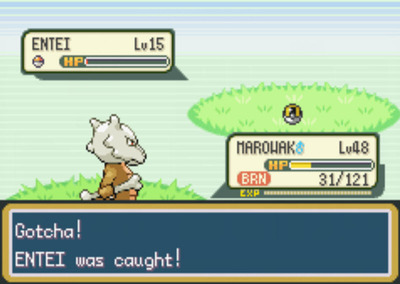 ENTEI Lv15
HP
MAROWAK♂ Lv48
HP
BRN 31/121
EXP
Gotcha!
ENTEI was caught!